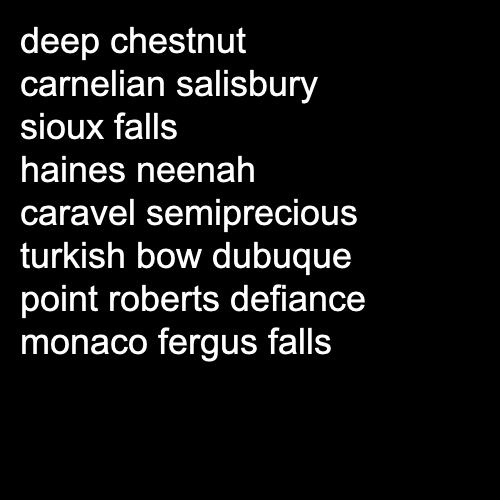 deep chestnut
carnelian salisbury
sioux falls
haines neenah
caravel semiprecious
turkish bow dubuque
point roberts defiance
monaco fergus falls